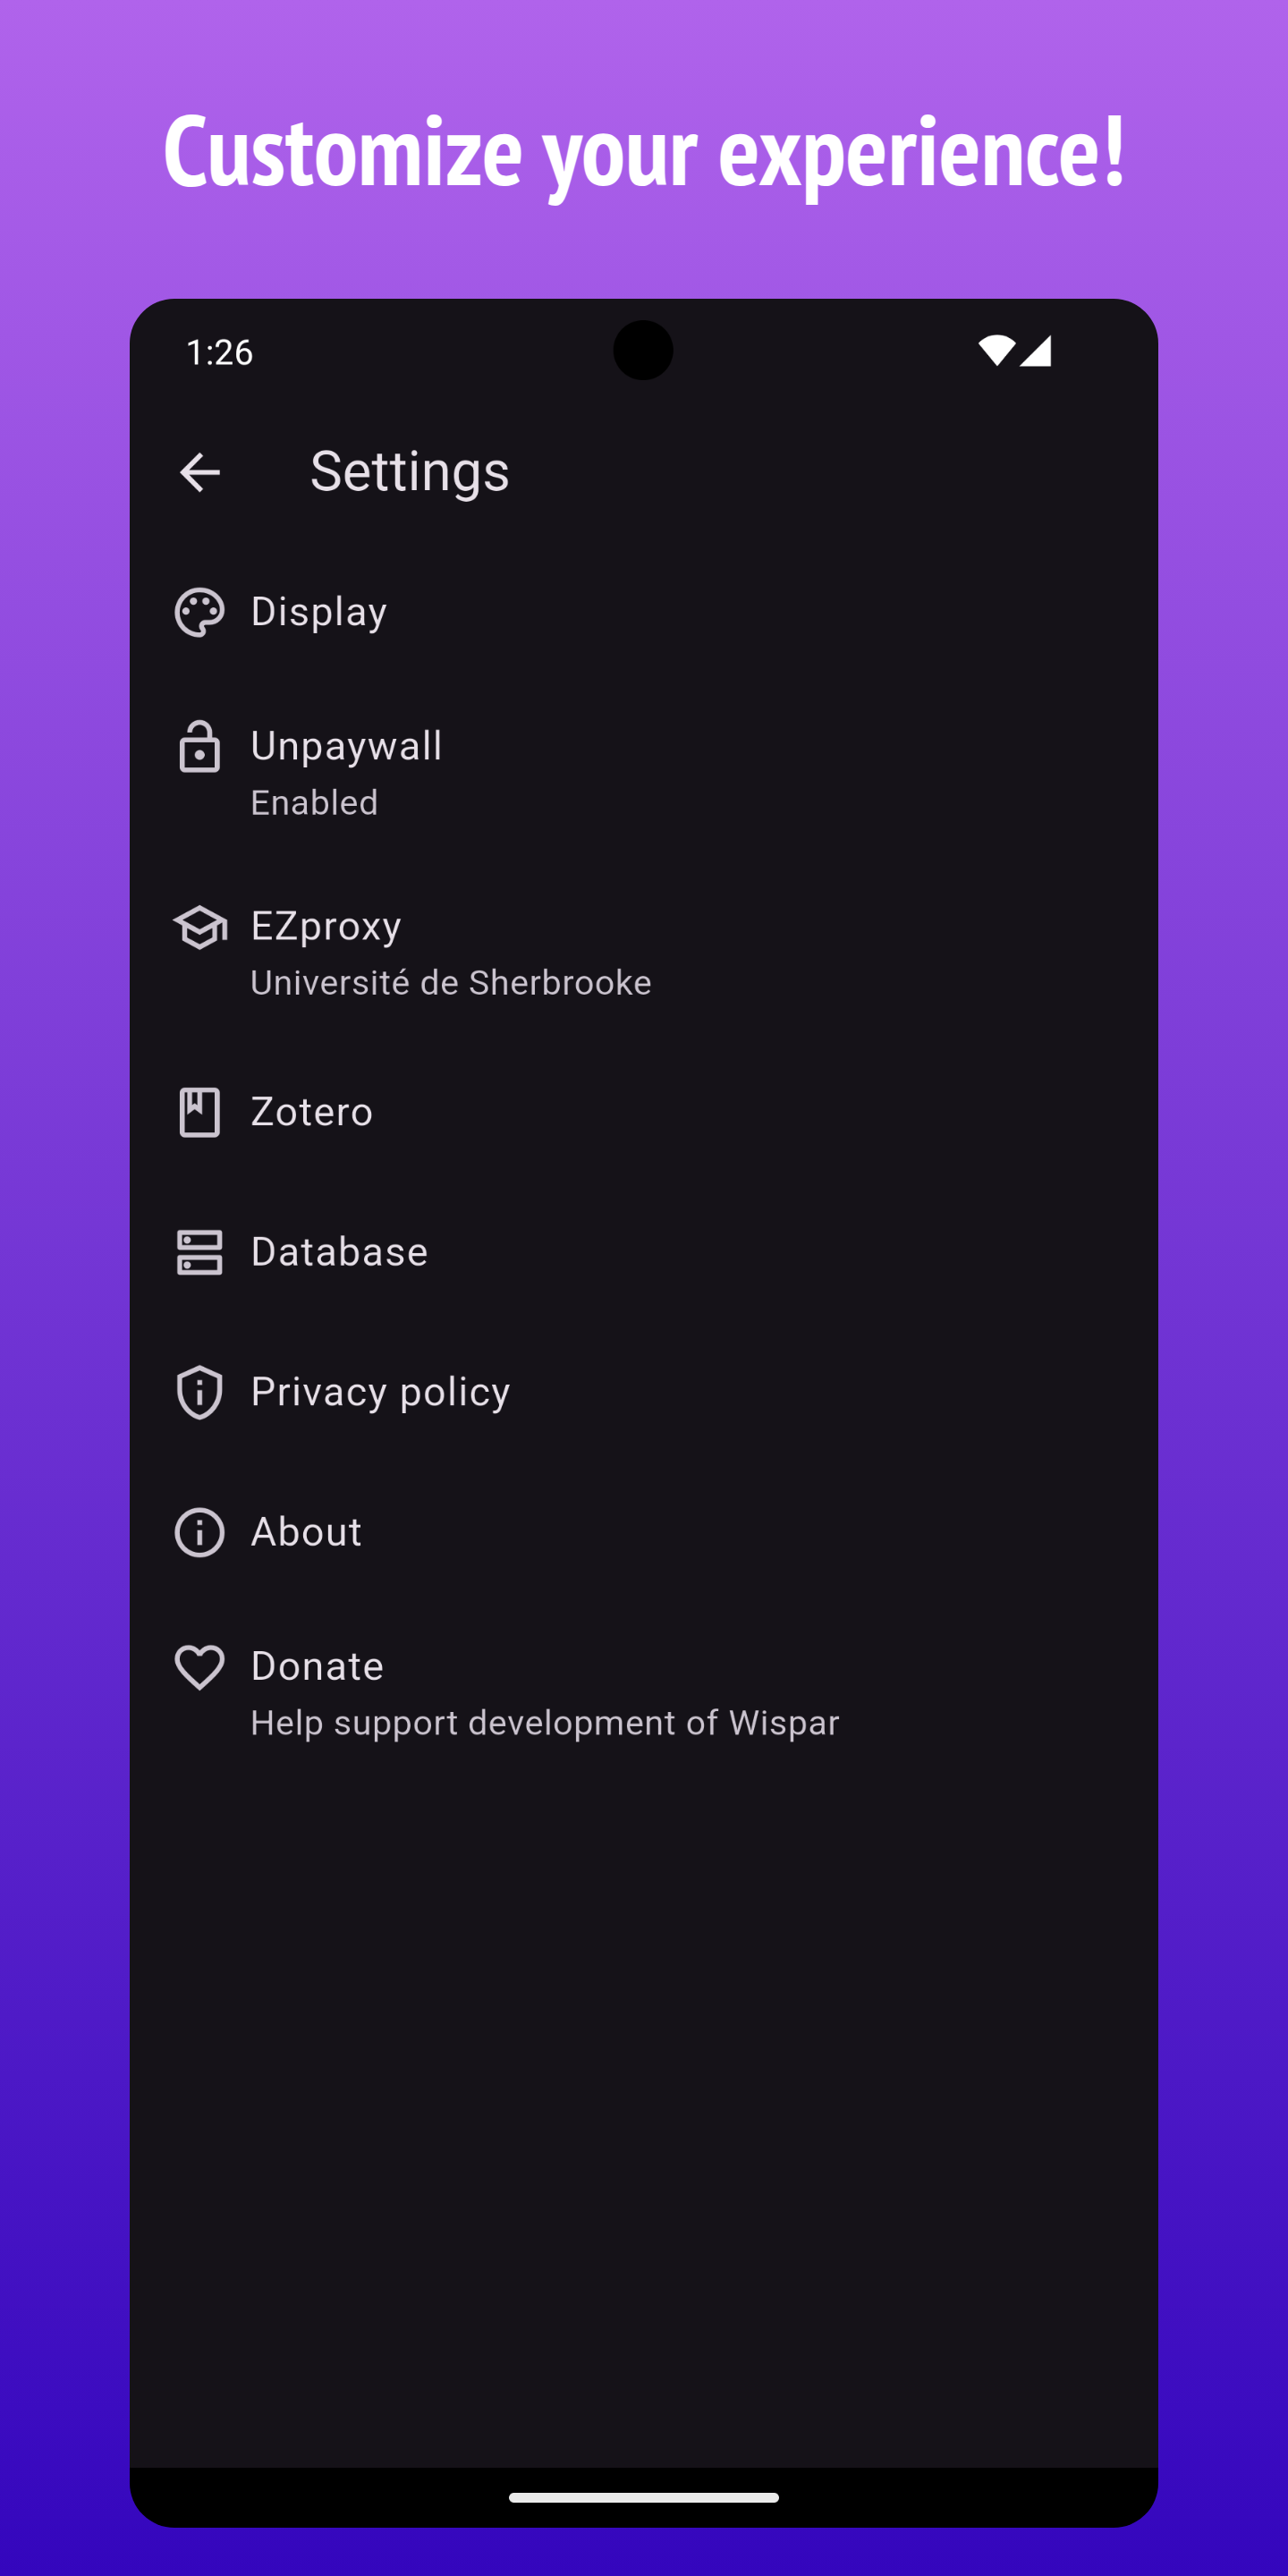 Customize your experience!
1:26
Settings
Display
Unpaywall
Enabled
EZproxy
Université de Sherbrooke
Zotero
Database
Privacy policy
About
Donate
Help support development of Wispar